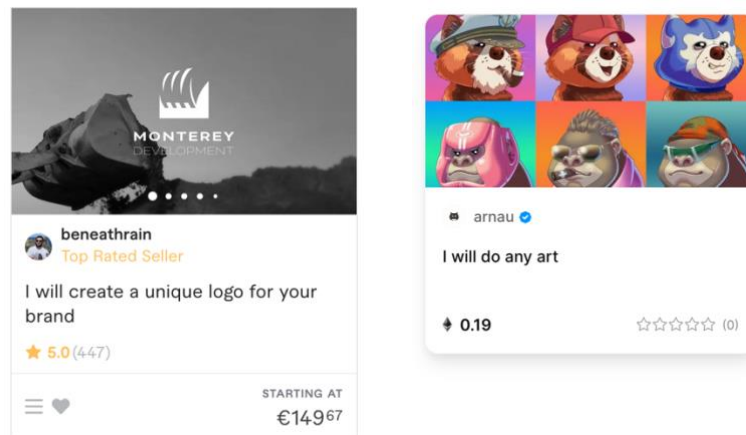 MONTEREY
DEVELOPMENT
beneathrain
Top Rated Seller
I will create a unique logo for your
brand
5.0 (447)
STARTING AT
€149⁶⁷
arnau
I will do any art
0.19
(0)